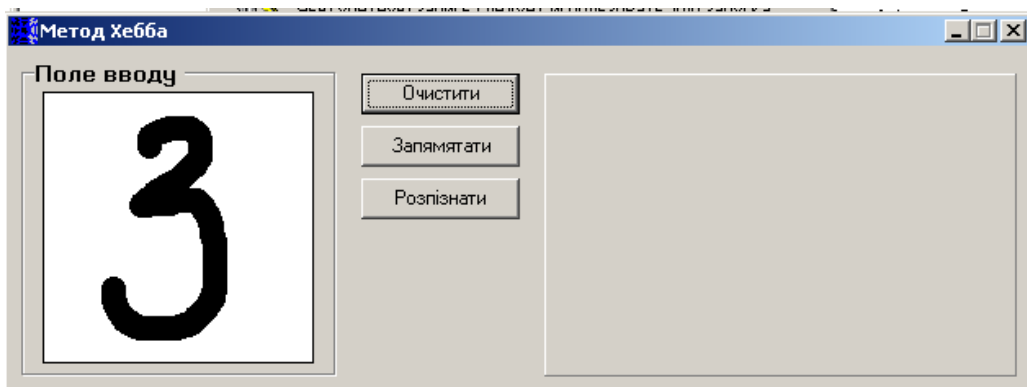 Метод Хебба
Поле вводу
3
Очистити
Запямятати
Розпізнати